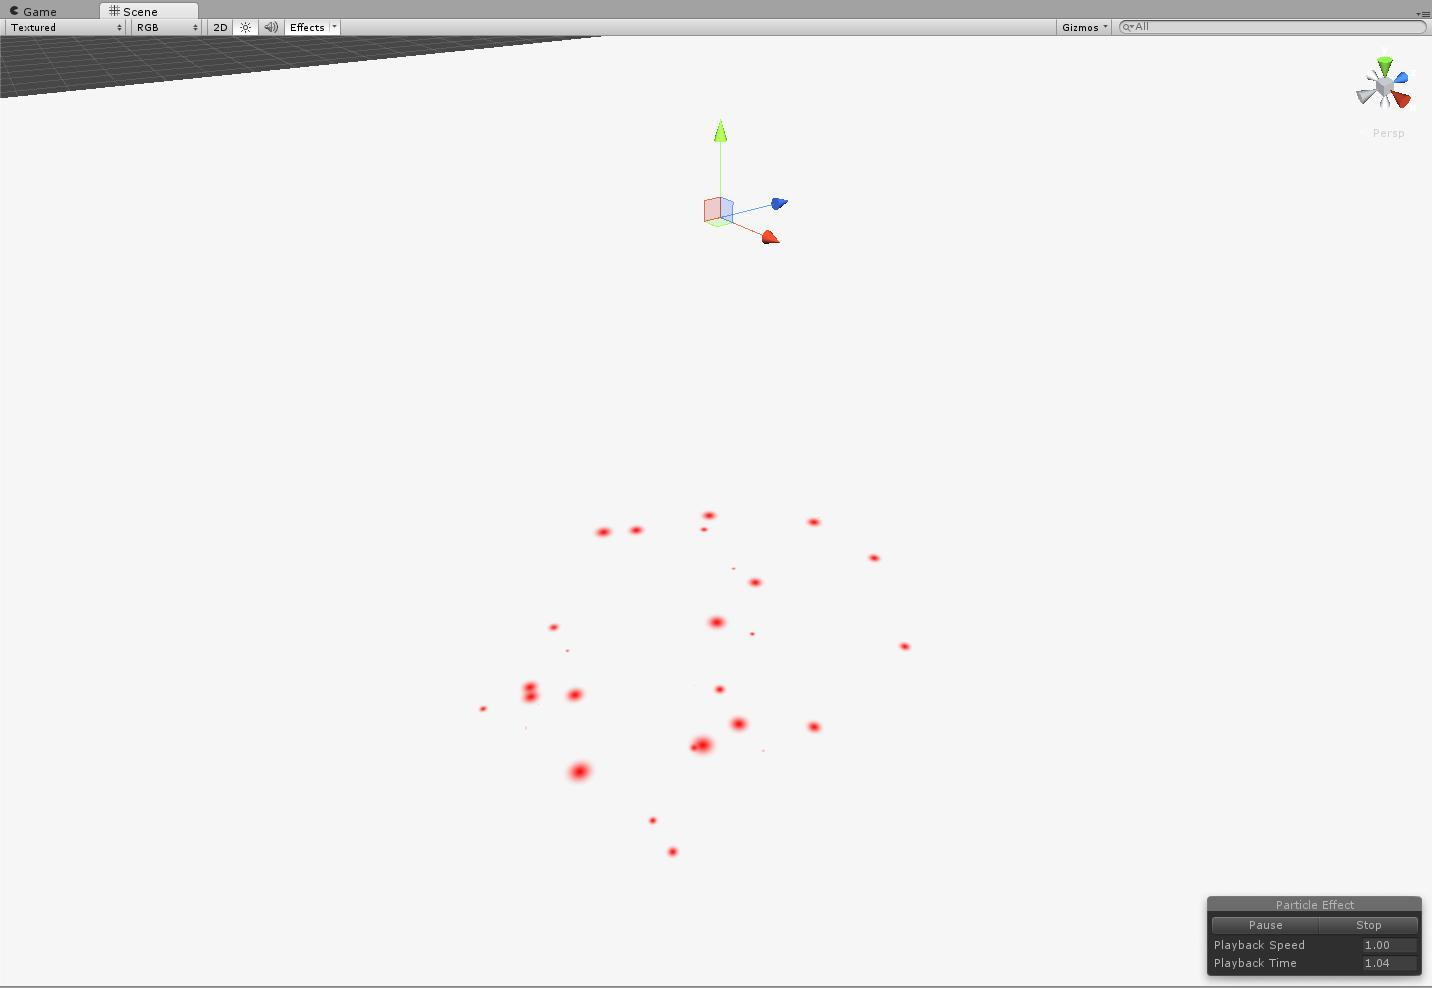 Game Scene
Textured RGB 2D Effects Gizmos All
Persp
Particle Effect
Pause Stop
Playback Speed 1.00
Playback Time 1.04